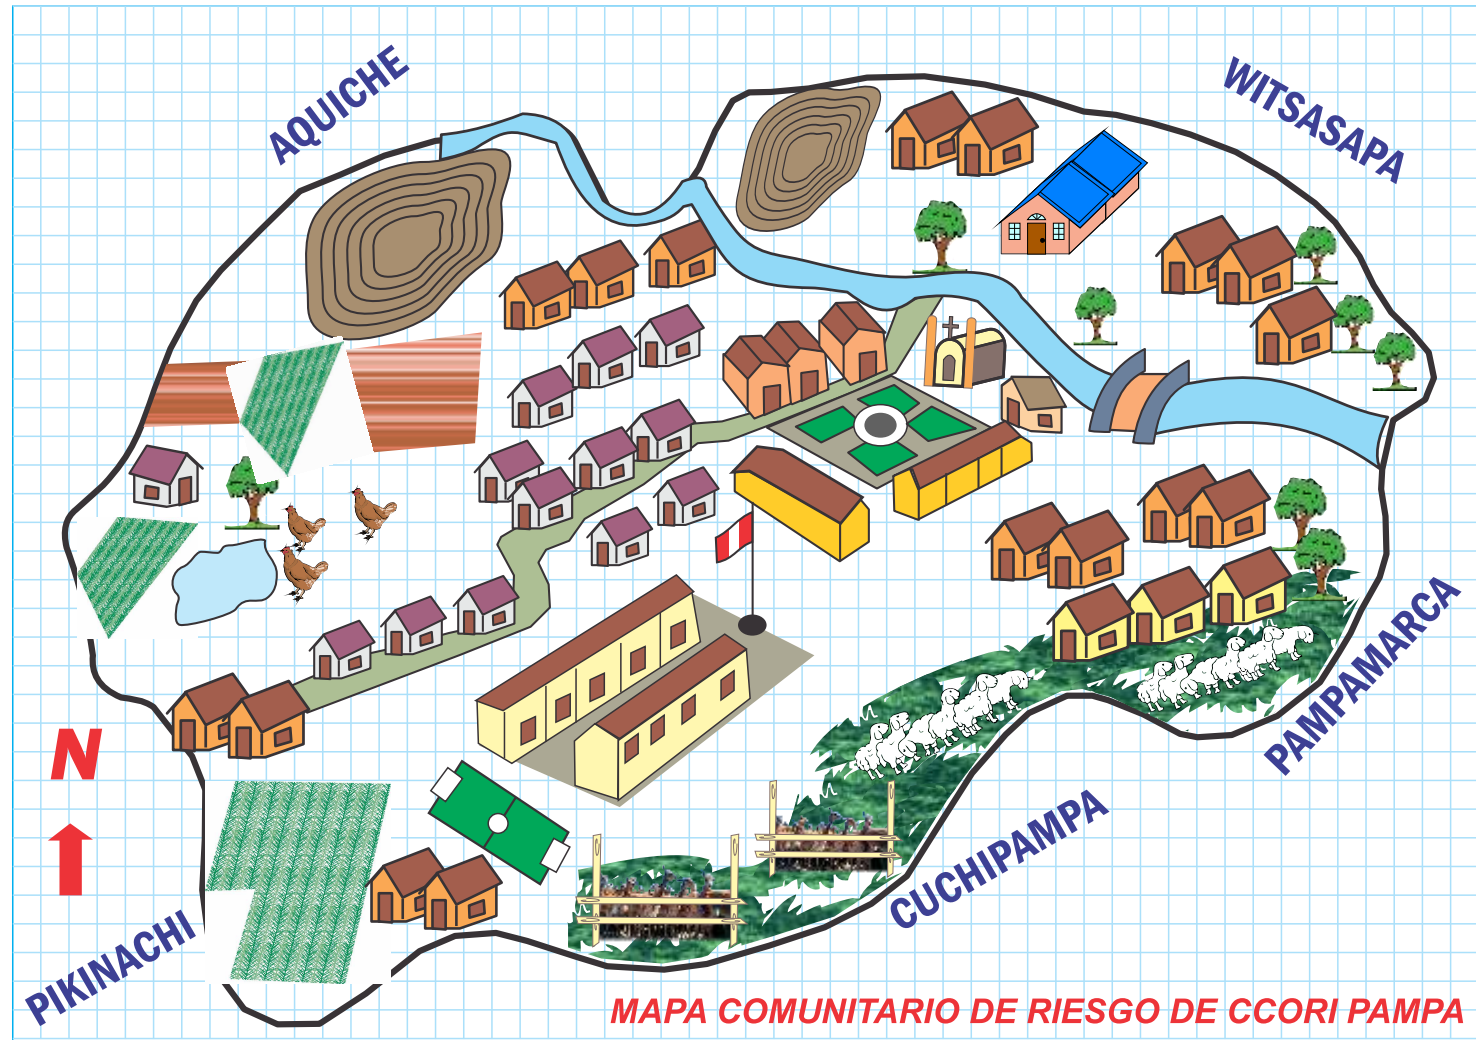 AQUICHE
WITSASAPA
PAMPAMARCA
N
CUCHIPAMPA
PIKINACHI
MAPA COMUNITARIO DE RIESGO DE CCORI PAMPA